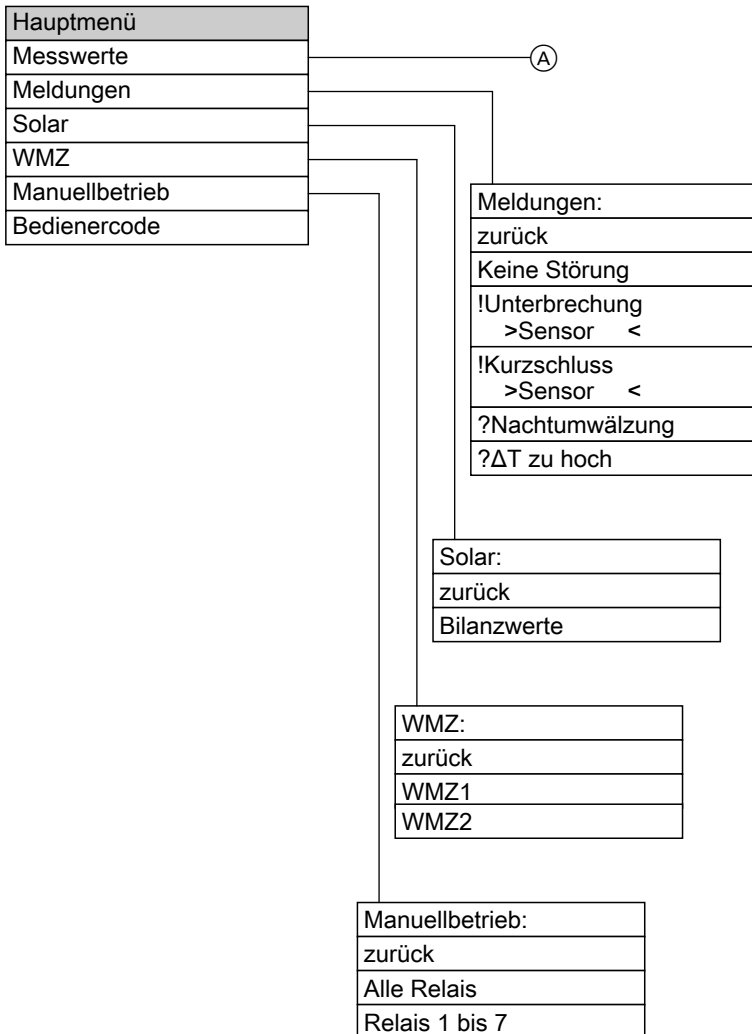 Hauptmenü
Messwerte
A
Meldungen
Solar
WMZ
Manuellbetrieb
Bedienercode
Meldungen:
zurück
Keine Störung
!Unterbrechung
>Sensor <
!Kurzschluss
>Sensor <
?Nachtumwälzung
?ΔT zu hoch
Solar:
zurück
Bilanzwerte
WMZ:
zurück
WMZ1
WMZ2
Manuellbetrieb:
zurück
Alle Relais
Relais 1 bis 7